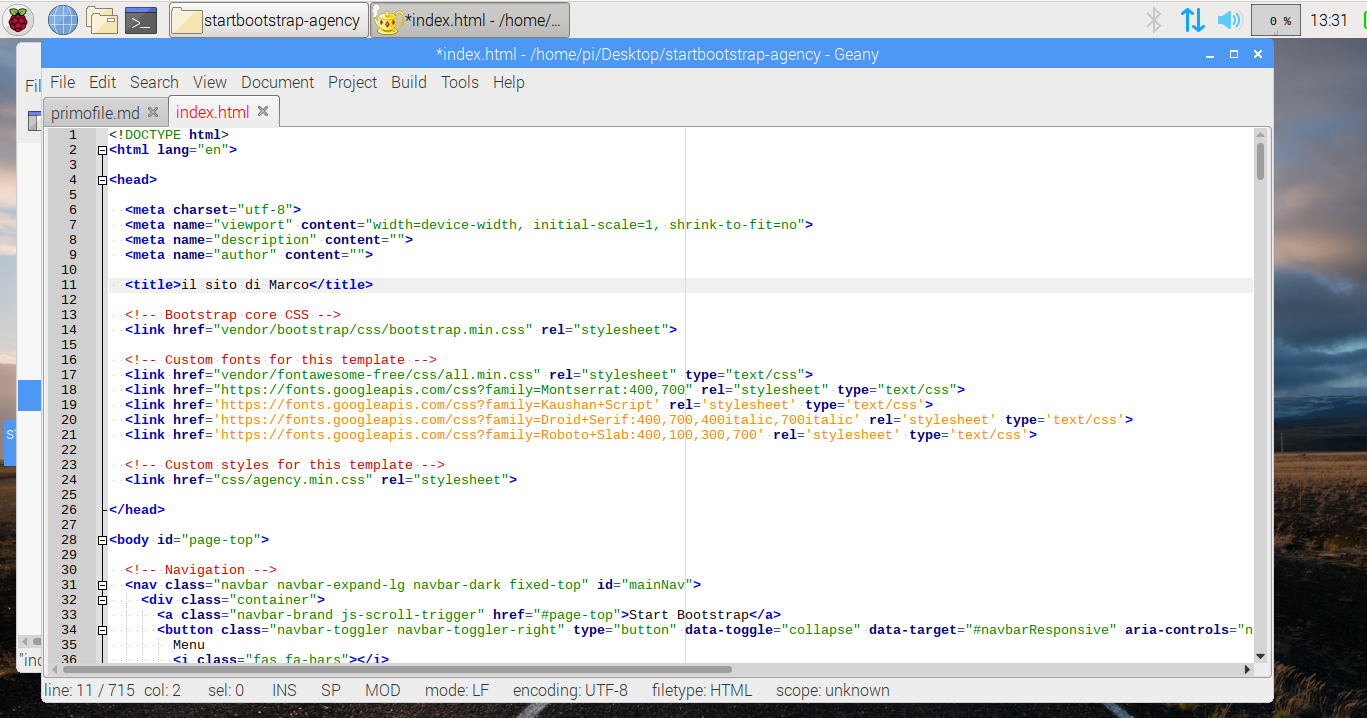 startbootstrap-agency
*index.html - /home/...
0 %
13:31
*index.html - /home/pi/Desktop/startbootstrap-agency - Geany
File Edit Search View Document Project Build Tools Help
primofile.md
index.html
1 <!DOCTYPE html>
2 <html lang="en">
3
4 <head>
5
6 <meta charset="utf-8">
7 <meta name="viewport" content="width=device-width, initial-scale=1, shrink-to-fit=no">
8 <meta name="description" content="">
9 <meta name="author" content="">
10
11 <title>il sito di Marco</title>
12
13 <!-- Bootstrap core CSS -->
14 <link href="vendor/bootstrap/css/bootstrap.min.css" rel="stylesheet">
15
16 <!-- Custom fonts for this template -->
17 <link href="vendor/fontawesome-free/css/all.min.css" rel="stylesheet" type="text/css">
18 <link href="https://fonts.googleapis.com/css?family=Montserrat:400,700" rel="stylesheet" type="text/css">
19 <link href='https://fonts.googleapis.com/css?family=Kaushan+Script' rel='stylesheet' type='text/css'>
20 <link href='https://fonts.googleapis.com/css?family=Droid+Serif:400,700,400italic,700italic' rel='stylesheet' type='text/css'>
21 <link href='https://fonts.googleapis.com/css?family=Roboto+Slab:400,100,300,700' rel='stylesheet' type='text/css'>
22
23 <!-- Custom styles for this template -->
24 <link href="css/agency.min.css" rel="stylesheet">
25
26 </head>
27
28 <body id="page-top">
29
30 <!-- Navigation -->
31 <nav class="navbar navbar-expand-lg navbar-dark fixed-top" id="mainNav">
32 <div class="container">
33 <a class="navbar-brand js-scroll-trigger" href="#page-top">Start Bootstrap</a>
34 <button class="navbar-toggler navbar-toggler-right" type="button" data-toggle="collapse" data-target="#navbarResponsive" aria-controls="n
35 Menu
36 <i class="fas fa-bars"></i>
line: 11 / 715 col: 2 sel: 0 INS SP MOD mode: LF encoding: UTF-8 filetype: HTML scope: unknown